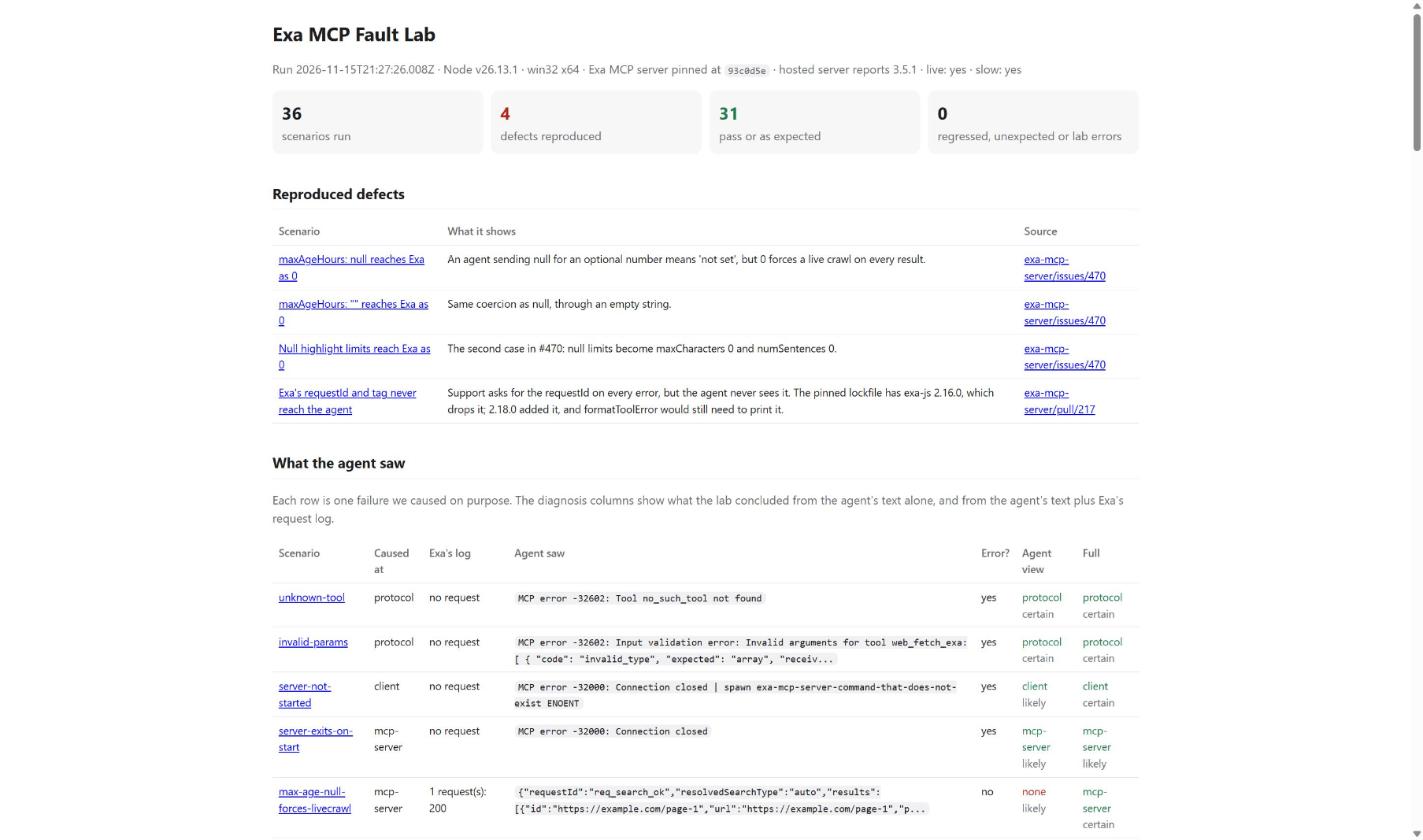 Exa MCP Fault Lab
Run 2026-11-15T21:27:26.008Z · Node v26.13.1 · win32 x64 · Exa MCP server pinned at 93c0d5e · hosted server reports 3.5.1 · live: yes · slow: yes
36
scenarios run
4
defects reproduced
31
pass or as expected
0
regressed, unexpected or lab errors
Reproduced defects
Scenario What it shows Source
maxAgeHours: null reaches Exa An agent sending null for an optional number means 'not set', but 0 forces a live crawl on every result. exa-mcp-
as 0 server/issues/470
maxAgeHours: "" reaches Exa as Same coercion as null, through an empty string. exa-mcp-
0 server/issues/470
Null highlight limits reach Exa as The second case in #470: null limits become maxCharacters 0 and numSentences 0. exa-mcp-
0 server/issues/470
Exa's requestId and tag never Support asks for the requestId on every error, but the agent never sees it. The pinned lockfile has exa-js 2.16.0, which exa-mcp-
reach the agent drops it; 2.18.0 added it, and formatToolError would still need to print it. server/pull/217
What the agent saw
Each row is one failure we caused on purpose. The diagnosis columns show what the lab concluded from the agent's text alone, and from the agent's text plus Exa's
request log.
Scenario Caused Exa's log Agent saw Error? Agent Full
at view
unknown-tool protocol no request MCP error -32602: Tool no_such_tool not found yes protocol protocol
certain certain
invalid-params protocol no request MCP error -32602: Input validation error: Invalid arguments for tool web_fetch_exa: yes protocol protocol
[ { "code": "invalid_type", "expected": "array", "receiv... certain certain
server-not- client no request MCP error -32000: Connection closed | spawn exa-mcp-server-command-that-does-not- yes client client
started exist ENOENT likely certain
server-exits-on- mcp- no request MCP error -32000: Connection closed yes mcp- mcp-
start server server server
likely likely
max-age-null- mcp- 1 request(s): {"requestId":"req_search_ok","resolvedSearchType":"auto","results": no none mcp-
forces-livecrawl server 200 [{"id":"https://example.com/page-1","url":"https://example.com/page-1","p... likely server
certain